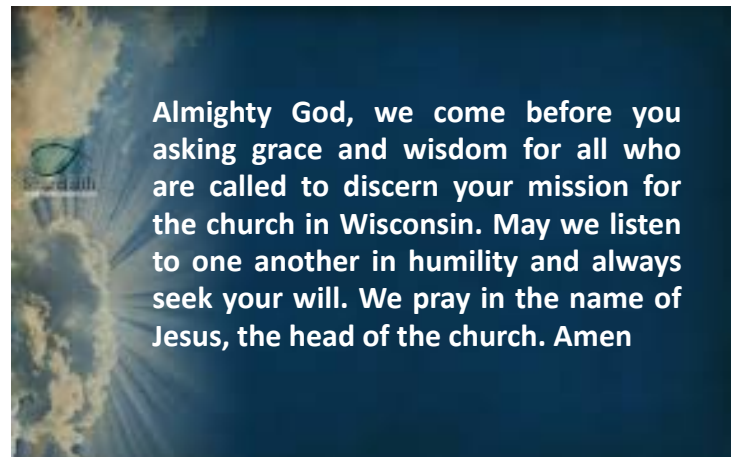 Almighty God, we come before you
asking grace and wisdom for all who
are called to discern your mission for
the church in Wisconsin. May we listen
to one another in humility and always
seek your will. We pray in the name of
Jesus, the head of the church. Amen